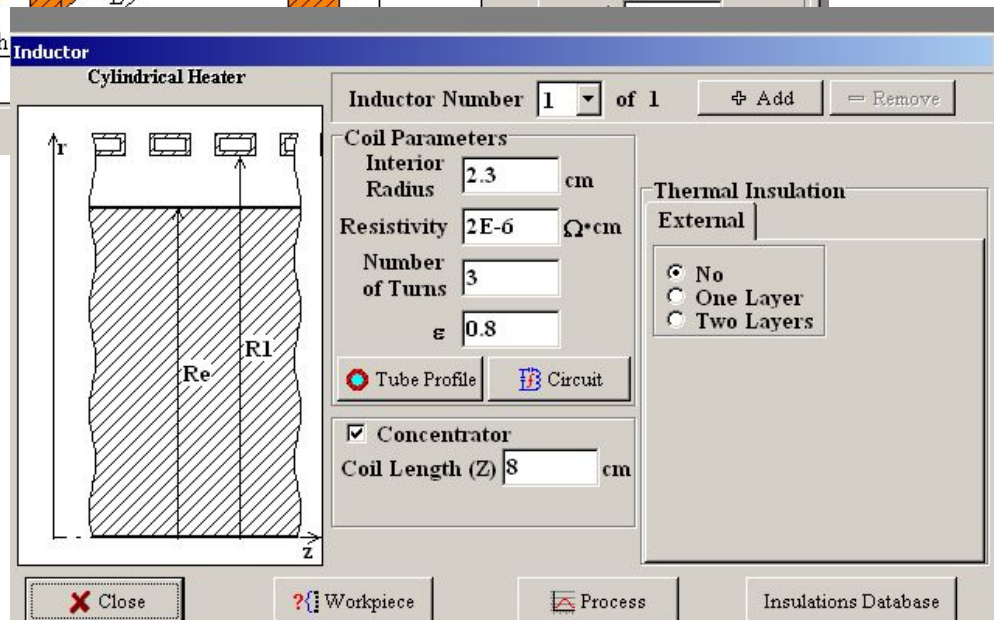 h
Inductor
Cylindrical Heater
r
R1
Re
z
Inductor Number 1 of 1
Add
Remove
Coil Parameters
Interior Radius 2.3 cm
Resistivity 2E-6 Ω•cm
Number of Turns 3
ε 0.8
Tube Profile
Circuit
Concentrator
Coil Length (Z) 8 cm
Thermal Insulation
External
No
One Layer
Two Layers
Close
Workpiece
Process
Insulations Database